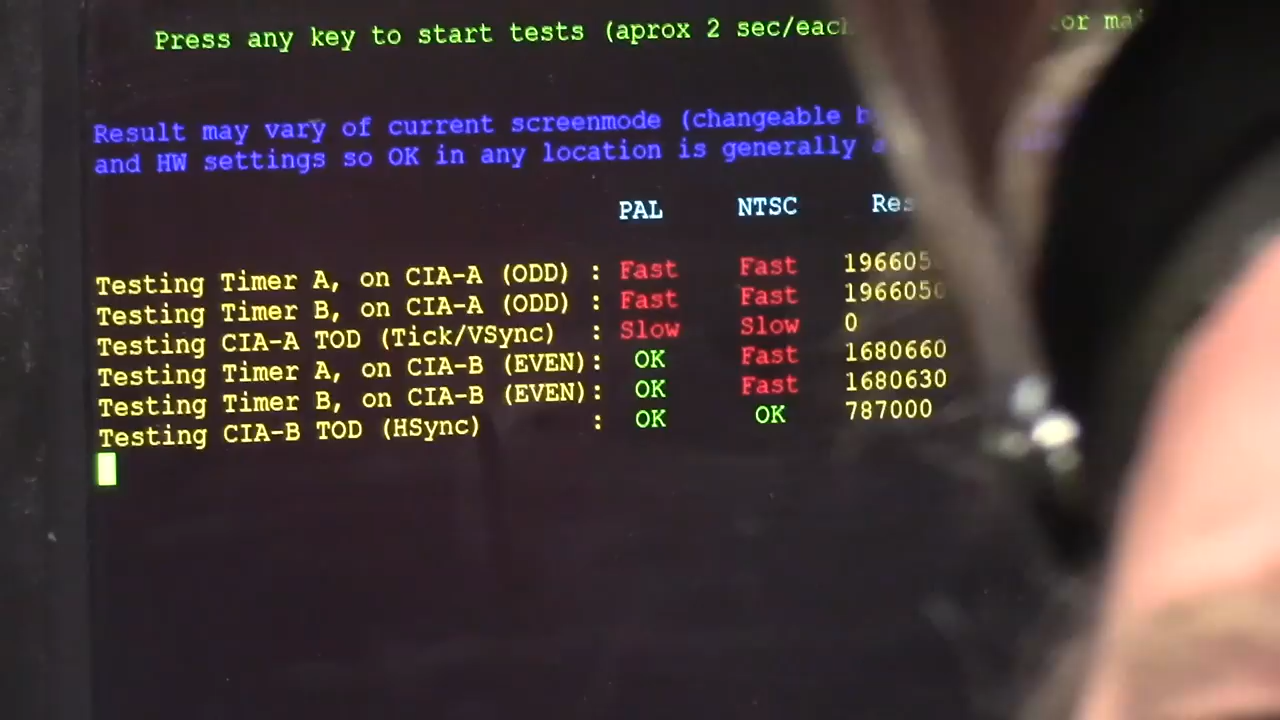 Press any key to start tests (aprox 2 sec/each or
Result may vary of current screenmode (changeable
and HW settings so OK in any location is generally
PAL NTSC
Testing Timer A, on CIA-A (ODD) : Fast Fast
Testing Timer B, on CIA-A (ODD) : Fast Fast 1966050
Testing CIA-A TOD (Tick/VSync) : Slow Slow 0
Testing Timer A, on CIA-B (EVEN): OK Fast 1680660
Testing Timer B, on CIA-B (EVEN): OK Fast 1680630
Testing CIA-B TOD (HSync) : OK OK 787000